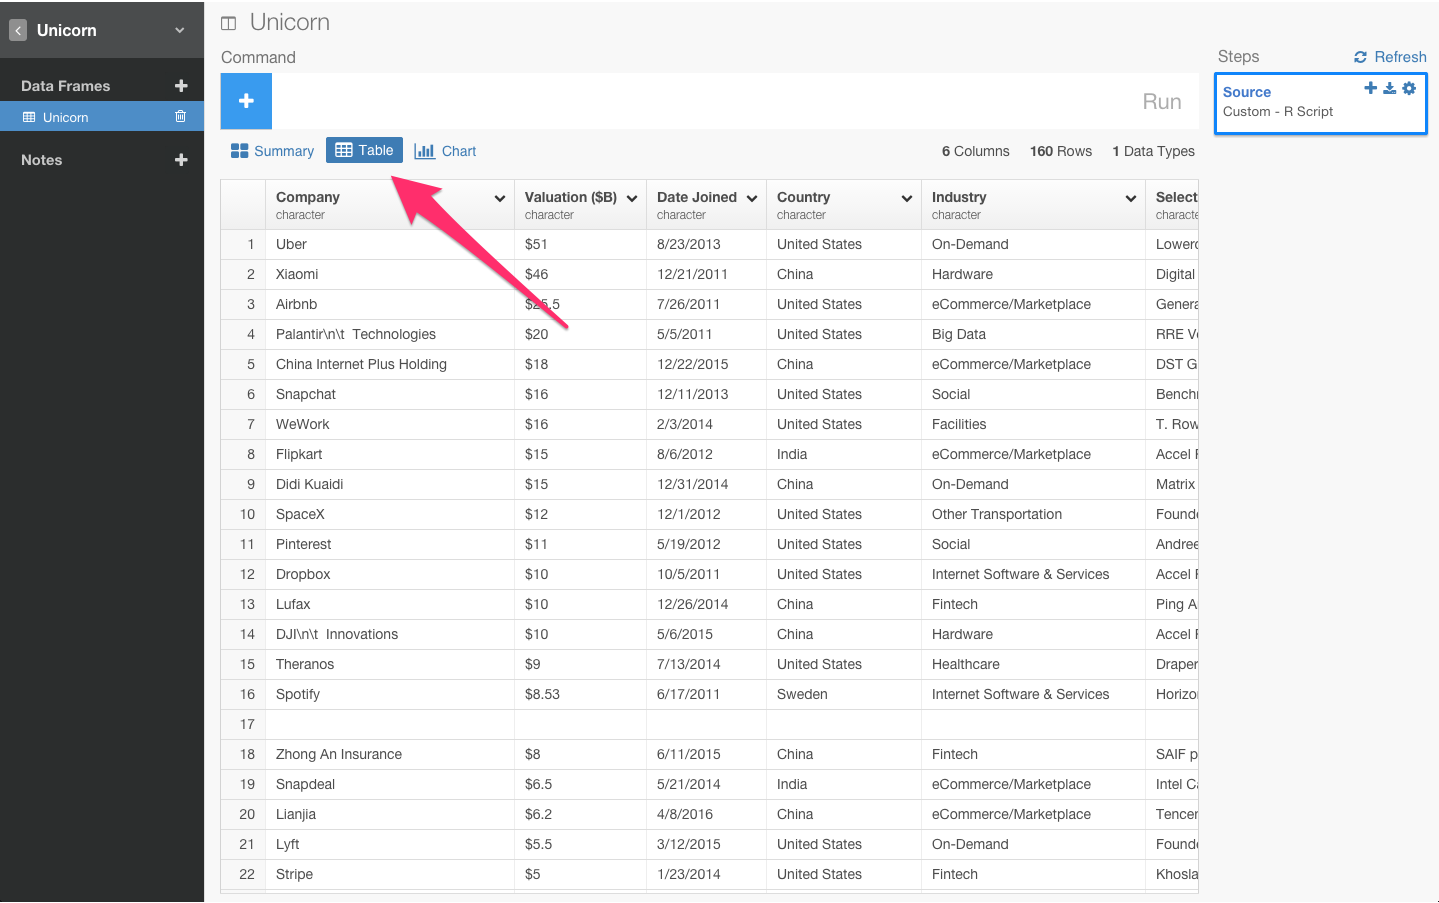 Unicorn
Data Frames
Unicorn
Notes
Unicorn
Command
Run
Summary Table Chart 6 Columns 160 Rows 1 Data Types
Steps Refresh
Source
Custom - R Script
Company Valuation ($B) Date Joined Country Industry Select
character character character character character characte
1 Uber $51 8/23/2013 United States On-Demand Lowerc
2 Xiaomi $46 12/21/2011 China Hardware Digital
3 Airbnb $25.5 7/26/2011 United States eCommerce/Marketplace Genera
4 Palantir\n\t Technologies $20 5/5/2011 United States Big Data RRE Ve
5 China Internet Plus Holding $18 12/22/2015 China eCommerce/Marketplace DST G
6 Snapchat $16 12/11/2013 United States Social Benchr
7 WeWork $16 2/3/2014 United States Facilities T. Row
8 Flipkart $15 8/6/2012 India eCommerce/Marketplace Accel
9 Didi Kuaidi $15 12/31/2014 China On-Demand Matrix
10 SpaceX $12 12/1/2012 United States Other Transportation Founde
11 Pinterest $11 5/19/2012 United States Social Andree
12 Dropbox $10 10/5/2011 United States Internet Software & Services Accel
13 Lufax $10 12/26/2014 China Fintech Ping A
14 DJI\n\t Innovations $10 5/6/2015 China Hardware Accel
15 Theranos $9 7/13/2014 United States Healthcare Draper
16 Spotify $8.53 6/17/2011 Sweden Internet Software & Services Horizo
17
18 Zhong An Insurance $8 6/11/2015 China Fintech SAIF p
19 Snapdeal $6.5 5/21/2014 India eCommerce/Marketplace Intel Ca
20 Lianjia $6.2 4/8/2016 China eCommerce/Marketplace Tencer
21 Lyft $5.5 3/12/2015 United States On-Demand Founde
22 Stripe $5 1/23/2014 United States Fintech Khosla